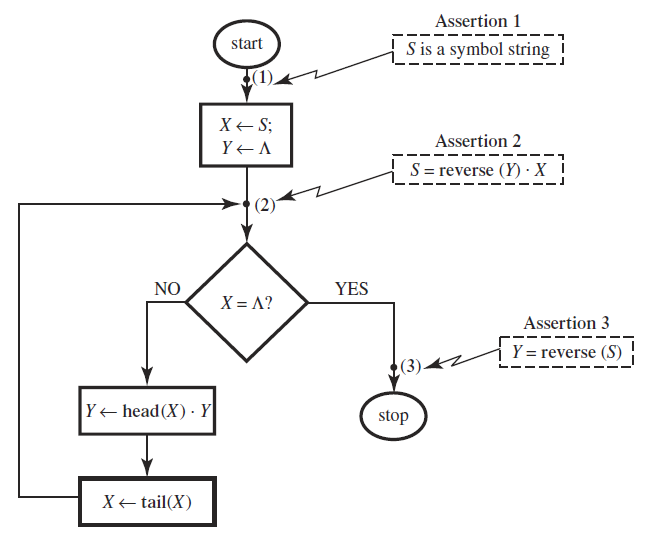 Assertion 1
start
S is a symbol string
(1)
X ← S;
Y ← Λ
Assertion 2
S = reverse (Y) · X
(2)
NO
YES
X = Λ?
Assertion 3
Y = reverse (S)
(3)
Y ← head(X) · Y
stop
X ← tail(X)